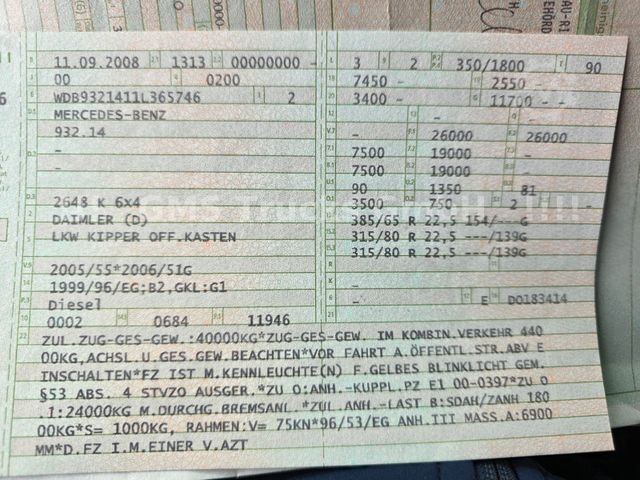 11.09.2008 1313 00000000 -
00 0200
WDB9321411L365746 2
MERCEDES-BENZ
932.14
-
2648 K 6x4
DAIMLER (D)
LKW KIPPER OFF.KASTEN
2005/55*2006/51G
1999/96/EG;B2,GKL:G1
Diesel
0002 0684 11946
3 2 350/1800 90
7450 - 2550 -
3400 - 11700 - -
- -
- 26000 26000
7500 19000 -
7500 19000 -
90 1350 81
3500 750 2 -
385/65 R 22,5 154/---G
315/80 R 22,5 ---/139G
315/80 R 22,5 ---/139G
-
-
- E DO183414
ZUL.ZUG-GES-GEW.:40000KG*ZUG-GES-GEW. IM KOMBIN.VERKEHR 440
00KG,ACHSL.U.GES.GEW.BEACHTEN*VOR FAHRT A.ÖFFENTL.STR.ABV E
INSCHALTEN*FZ IST M.KENNLEUCHTE(N) F.GELBES BLINKLICHT GEM.
§53 ABS. 4 STVZO AUSGER.*ZU O:ANH.-KUPPL.PZ E1 00-0397*ZU O
.1:24000KG M.DURCHG.BREMSANL.*ZUL.ANH.-LAST B:SDAH/ZANH 180
00KG*S= 1000KG, RAHMEN:V= 75KN*96/53/EG ANH.III MASS.A:6900
MM*D.FZ I.M.EINER V.AZT